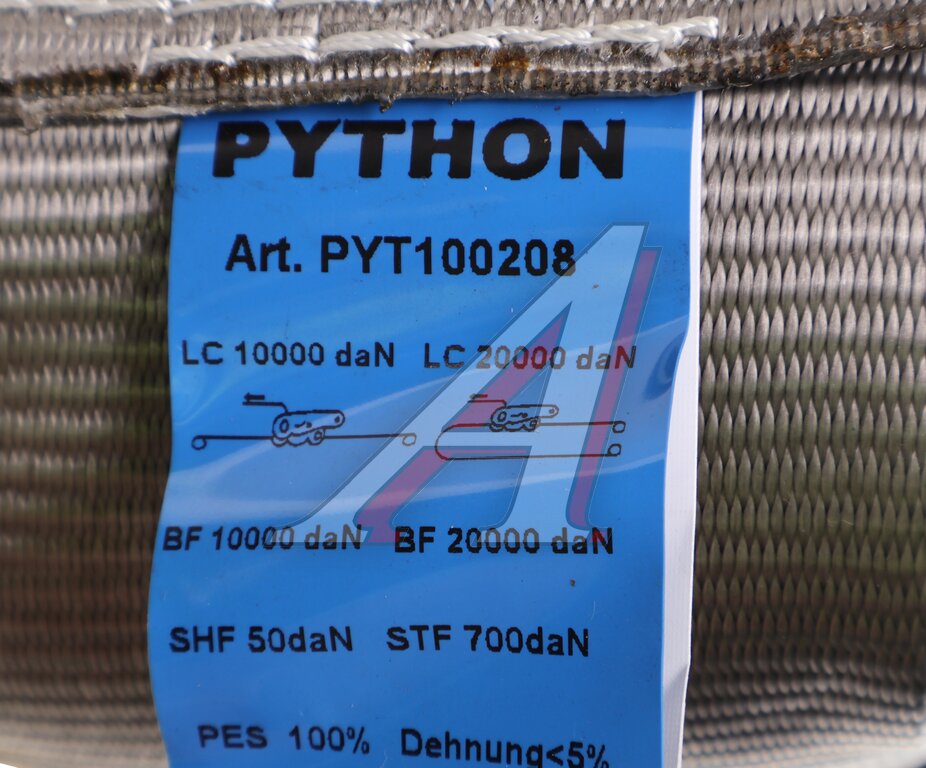 PYTHON
Art. PYT100208
LC 10000 daN LC 20000 daN
BF 10000 daN BF 20000 daN
SHF 50daN STF 700daN
PES 100% Dehnung<5%